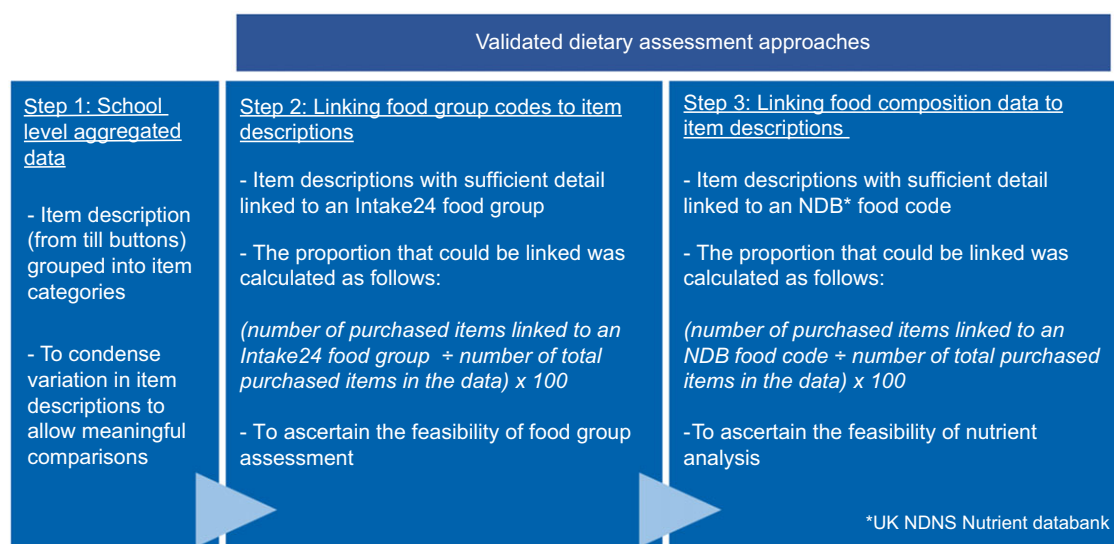 Validated dietary assessment approaches
Step 1: School
level aggregated
data
- Item description
(from till buttons)
grouped into item
categories
- To condense
variation in item
descriptions to
allow meaningful
comparisons
Step 2: Linking food group codes to item
descriptions
- Item descriptions with sufficient detail
linked to an Intake24 food group
- The proportion that could be linked was
calculated as follows:
(number of purchased items linked to an
Intake24 food group ÷ number of total
purchased items in the data) x 100
- To ascertain the feasibility of food group
assessment
Step 3: Linking food composition data to
item descriptions
- Item descriptions with sufficient detail
linked to an NDB* food code
- The proportion that could be linked was
calculated as follows:
(number of purchased items linked to an
NDB food code ÷ number of total purchased
items in the data) x 100
-To ascertain the feasibility of nutrient
analysis
*UK NDNS Nutrient databank